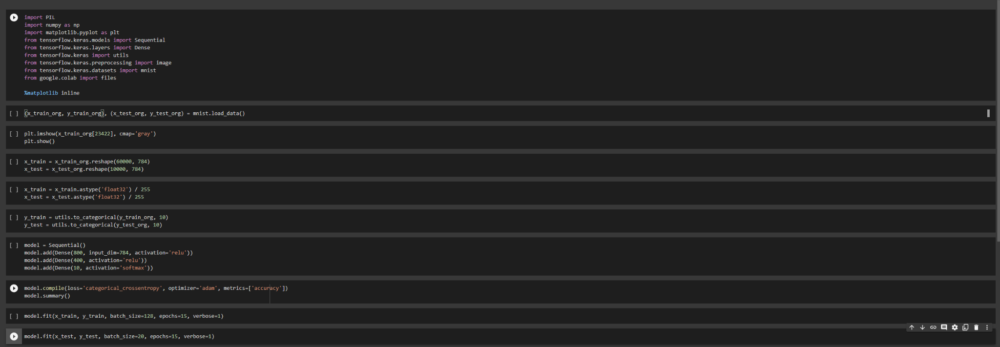 import PIL
import numpy as np
import matplotlib.pyplot as plt
from tensorflow.keras.models import Sequential
from tensorflow.keras.layers import Dense
from tensorflow.keras import utils
from tensorflow.keras.preprocessing import image
from tensorflow.keras.datasets import mnist
from google.colab import files
%matplotlib inline
[ ] (x_train_org, y_train_org), (x_test_org, y_test_org) = mnist.load_data()
[ ] plt.imshow(x_train_org[23422], cmap='gray')
plt.show()
[ ] x_train = x_train_org.reshape(60000, 784)
x_test = x_test_org.reshape(10000, 784)
[ ] x_train = x_train.astype('float32') / 255
x_test = x_test.astype('float32') / 255
[ ] y_train = utils.to_categorical(y_train_org, 10)
y_test = utils.to_categorical(y_test_org, 10)
[ ] model = Sequential()
model.add(Dense(800, input_dim=784, activation='relu'))
model.add(Dense(400, activation='relu'))
model.add(Dense(10, activation='softmax'))
model.compile(loss='categorical_crossentropy', optimizer='adam', metrics=['accuracy'])
model.summary()
[ ] model.fit(x_train, y_train, batch_size=128, epochs=15, verbose=1)
model.fit(x_test, y_test, batch_size=20, epochs=15, verbose=1)